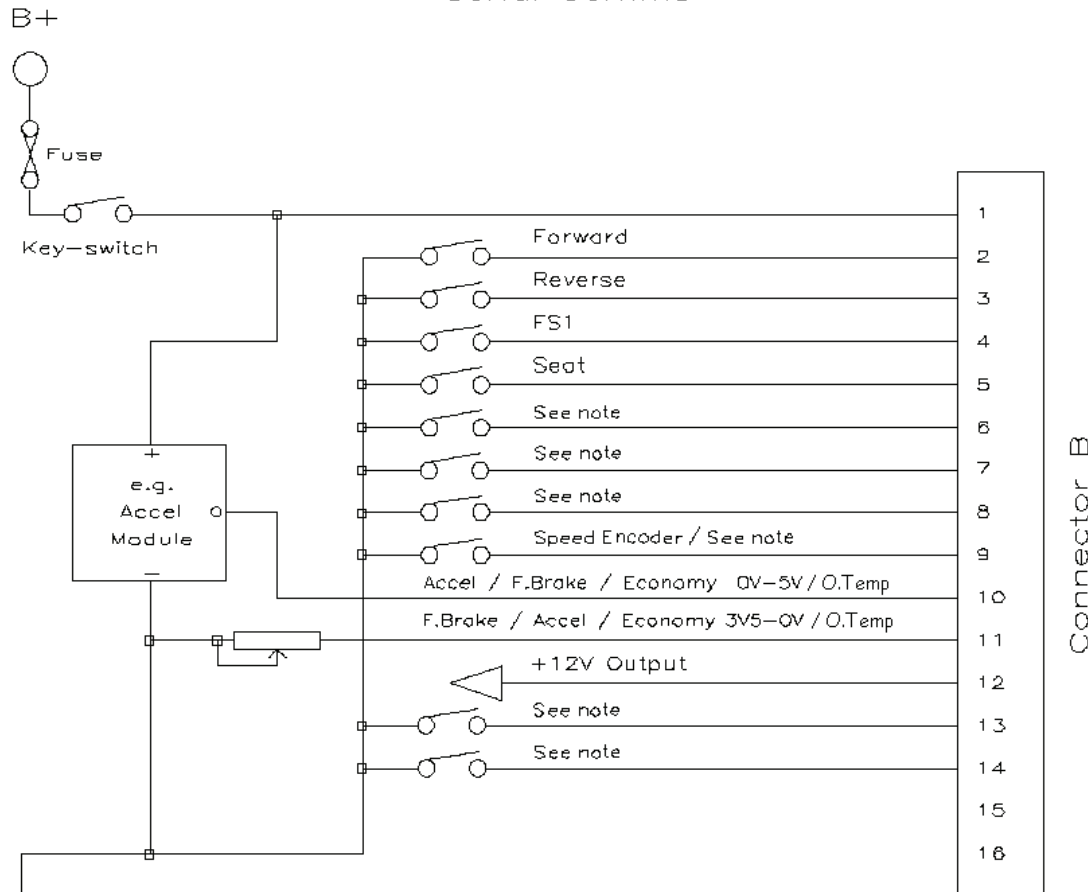 B+
Fuse
Key-switch
Forward
Reverse
FS1
Seat
See note
See note
See note
Speed Encoder / See note
Accel / F.Brake / Economy 0V-5V / O.Temp
F.Brake / Accel / Economy 3V5-0V / O.Temp
+12V Output
See note
See note
+
e.g.
Accel
Module
-
1
2
3
4
5
6
7
8
9
10
11
12
13
14
15
16
Connector B